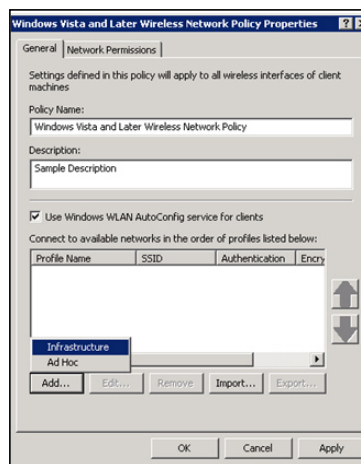 Windows Vista and Later Wireless Network Policy Properties
General Network Permissions
Settings defined in this policy will apply to all wireless interfaces of client
machines
Policy Name:
Windows Vista and Later Wireless Network Policy
Description:
Sample Description
Use Windows WLAN AutoConfig service for clients
Connect to available networks in the order of profiles listed below:
Profile Name SSID Authentication Encry
Infrastructure
Ad Hoc
Add... Edit... Remove Import... Export...
OK Cancel Apply